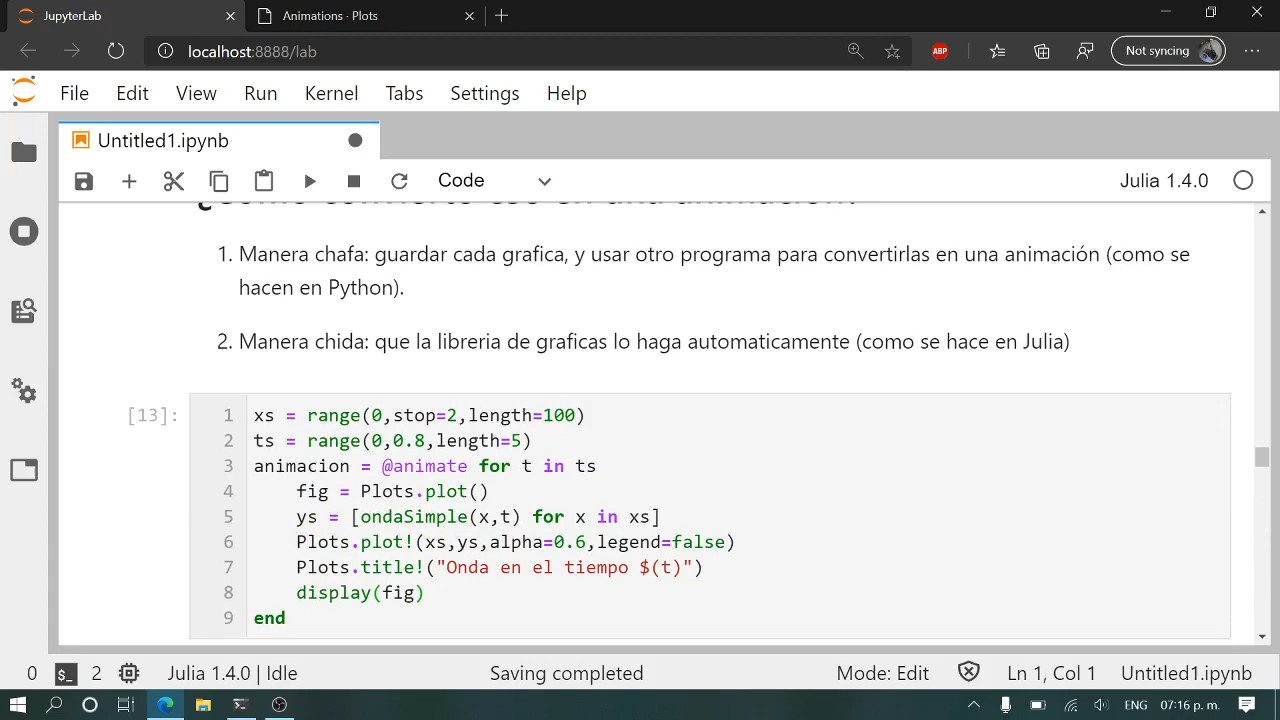 JupyterLab
Animations · Plots
localhost:8888/lab
ABP
Not syncing
File Edit View Run Kernel Tabs Settings Help
Untitled1.ipynb
Code
Julia 1.4.0
¿Cómo convierto eso en una animación?
1. Manera chafa: guardar cada grafica, y usar otro programa para convertirlas en una animación (como se
hacen en Python).
2. Manera chida: que la libreria de graficas lo haga automaticamente (como se hace en Julia)
[13]:
1 xs = range(0,stop=2,length=100)
2 ts = range(0,0.8,length=5)
3 animacion = @animate for t in ts
4 fig = Plots.plot()
5 ys = [ondaSimple(x,t) for x in xs]
6 Plots.plot!(xs,ys,alpha=0.6,legend=false)
7 Plots.title!("Onda en el tiempo $(t)")
8 display(fig)
9 end
0 $_ 2 Julia 1.4.0 | Idle Saving completed Mode: Edit Ln 1, Col 1 Untitled1.ipynb
ENG 07:16 p. m.